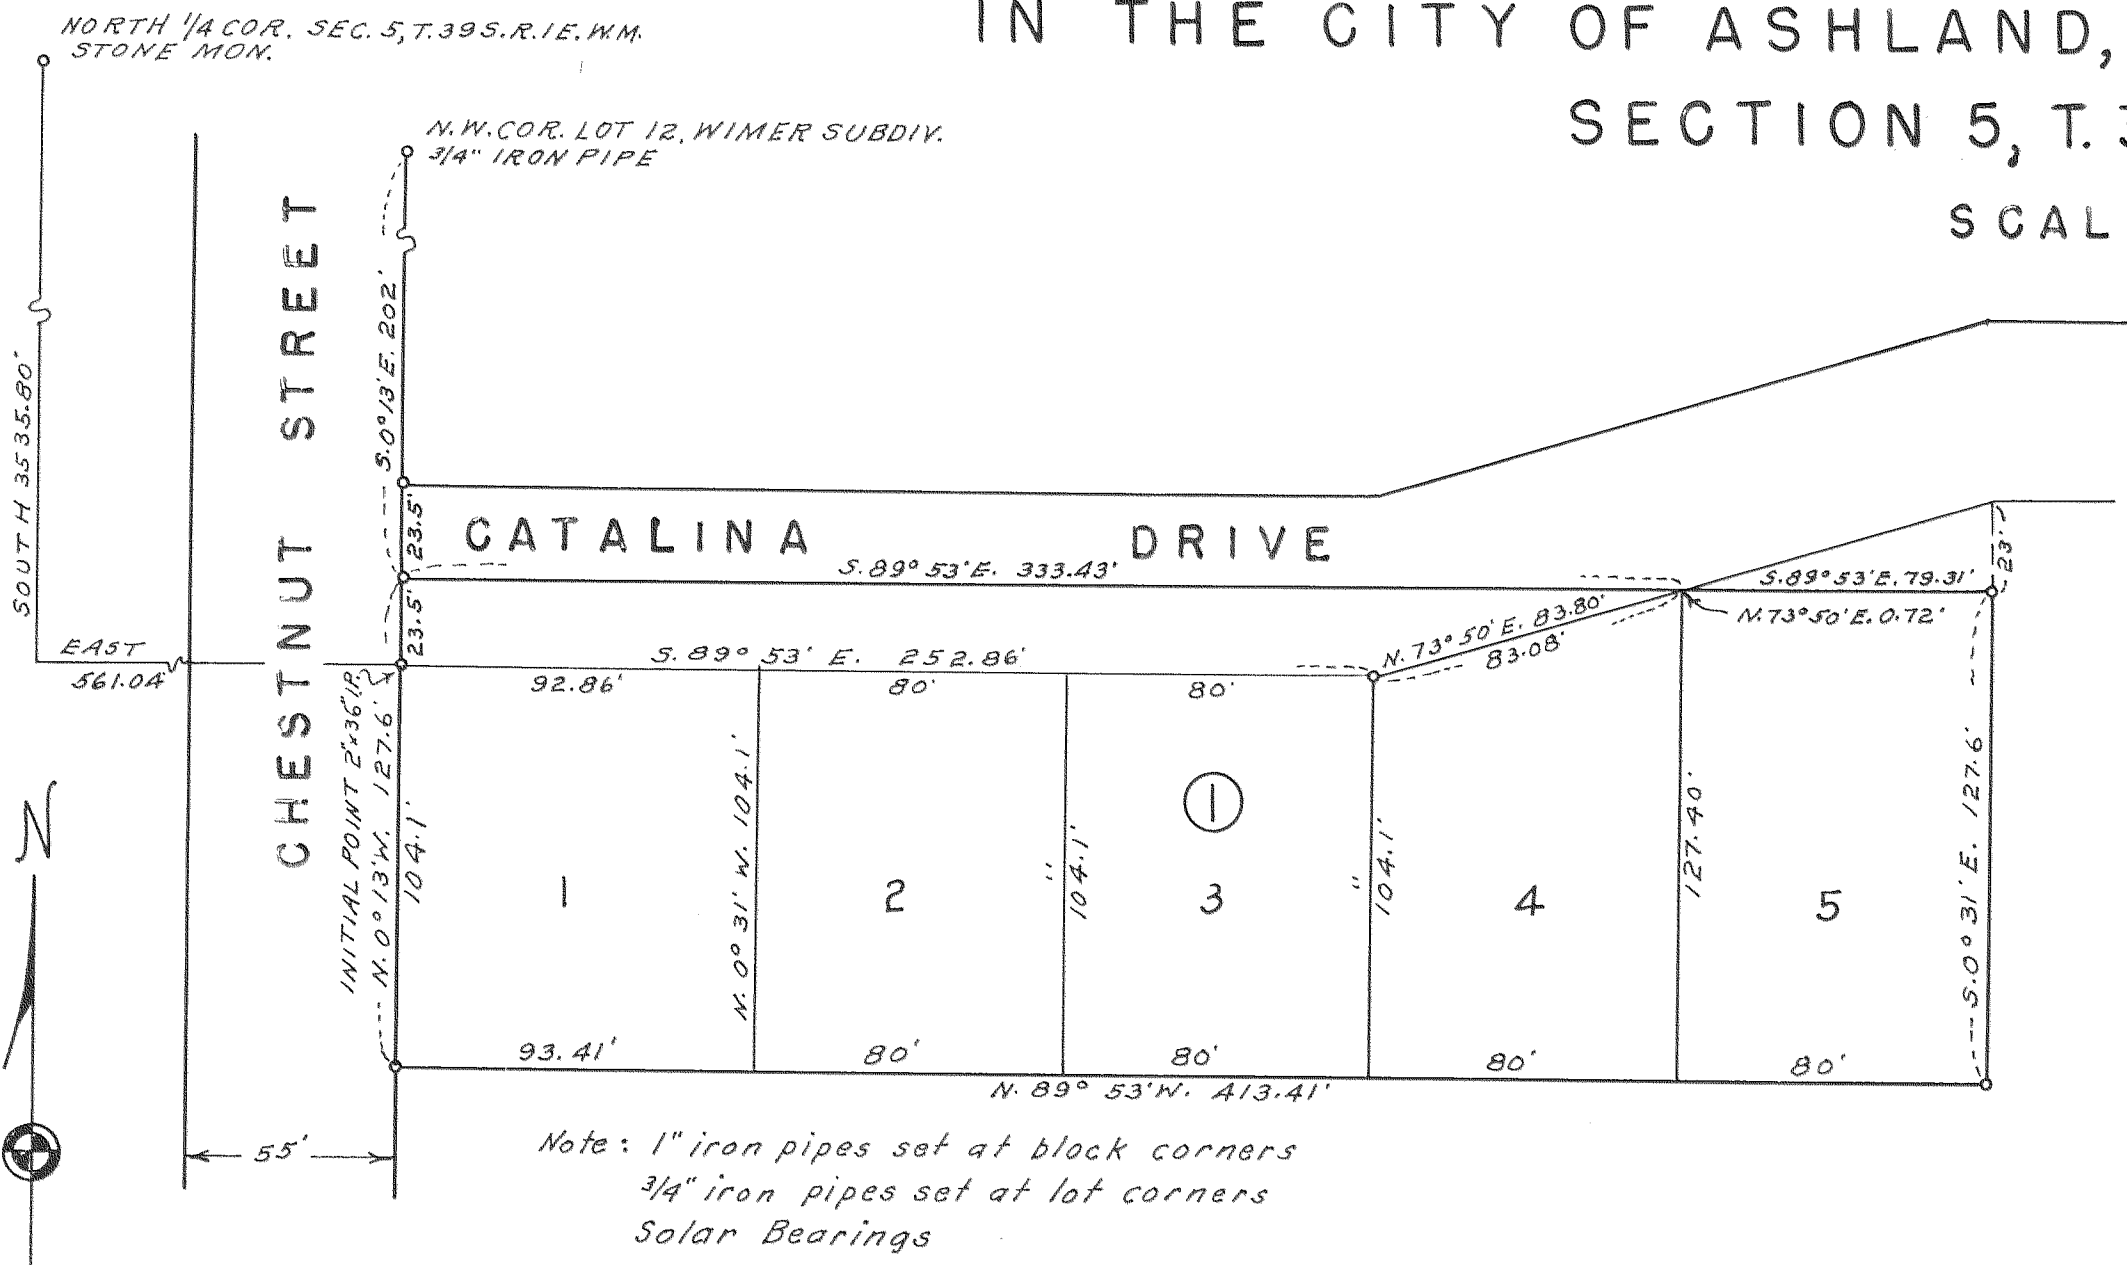 IN THE CITY OF ASHLAND,
SECTION 5, T. 3
SCAL
NORTH 1/4 COR. SEC. 5, T. 39 S. R. 1 E. W.M.
STONE MON.
N.W. COR. LOT 12, WIMER SUBDIV.
3/4" IRON PIPE
SOUTH 3535.80'
CHESTNUT STREET
S. 0° 13' E. 202'
23.5'
23.5'
CATALINA DRIVE
S. 89° 53' E. 333.43'
S. 89° 53' E. 79.31'
23'
N. 73° 50' E. 0.72'
N. 73° 50' E. 83.80'
83.08'
EAST
561.04'
S. 89° 53' E. 252.86'
92.86'
80'
80'
INITIAL POINT 2"x36" I.P.
N. 0° 13' W. 127.6'
104.1'
N. 0° 31' W. 104.1'
" 104.1'
" 104.1'
127.40'
S. 0° 31' E. 127.6'
1
1
2
3
4
5
N
93.41'
80'
80'
80'
80'
N. 89° 53' W. 413.41'
55'
Note: 1" iron pipes set at block corners
3/4" iron pipes set at lot corners
Solar Bearings